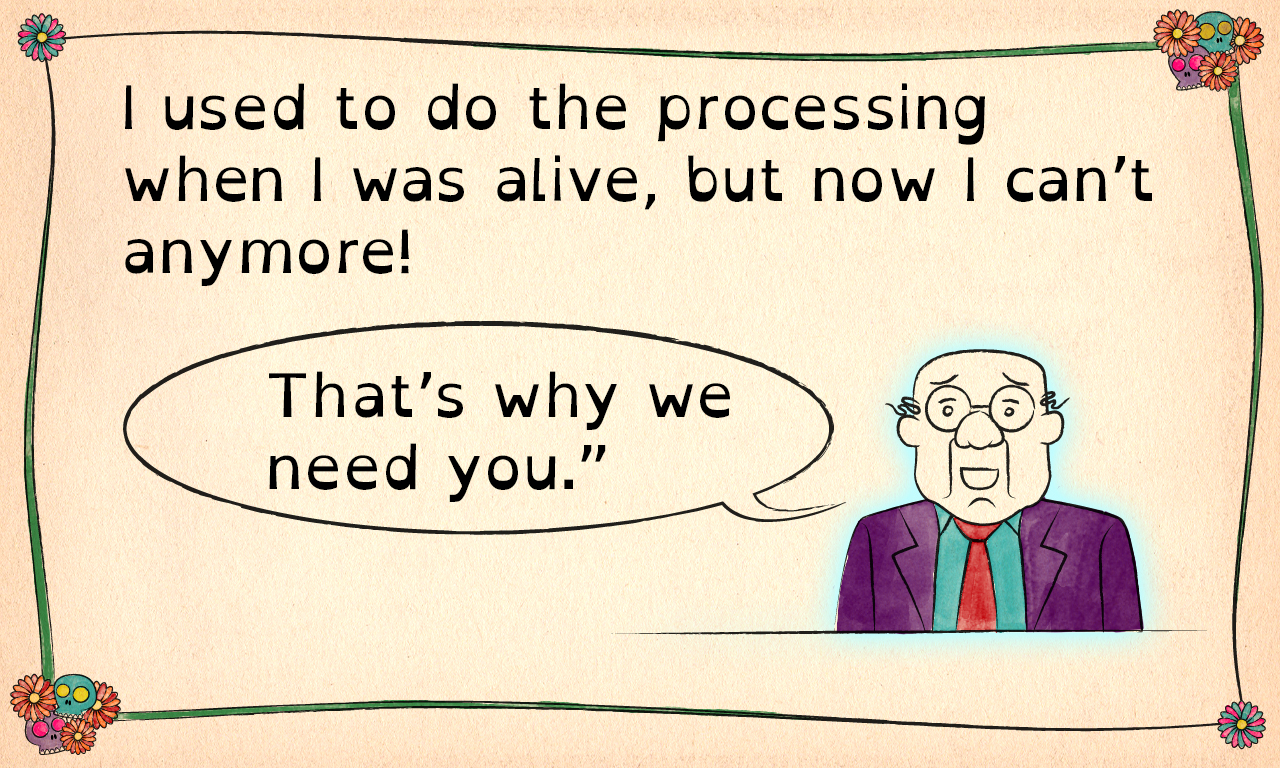 I used to do the processing
when I was alive, but now I can’t
anymore!
That’s why we
need you.”